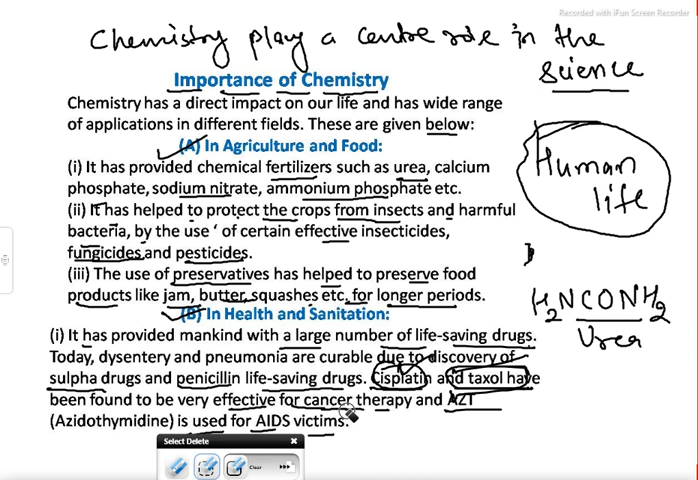 Recorded with iFun Screen Recorder
Chemistry play a centre role in the
science
Importance of Chemistry
Chemistry has a direct impact on our life and has wide range
of applications in different fields. These are given below:
(A) In Agriculture and Food:
(i) It has provided chemical fertilizers such as urea, calcium
phosphate, sodium nitrate, ammonium phosphate etc.
(ii) It has helped to protect the crops from insects and harmful
bacteria, by the use ' of certain effective insecticides,
fungicides and pesticides.
(iii) The use of preservatives has helped to preserve food
products like jam, butter, squashes etc. for longer periods.
Human
life
H2NCONH2
Urea
(B) In Health and Sanitation:
(i) It has provided mankind with a large number of life-saving drugs.
Today, dysentery and pneumonia are curable due to discovery of
sulpha drugs and penicillin life-saving drugs. Cisplatin and taxol have
been found to be very effective for cancer therapy and AZT
(Azidothymidine) is used for AIDS victims.
Select Delete
Clear